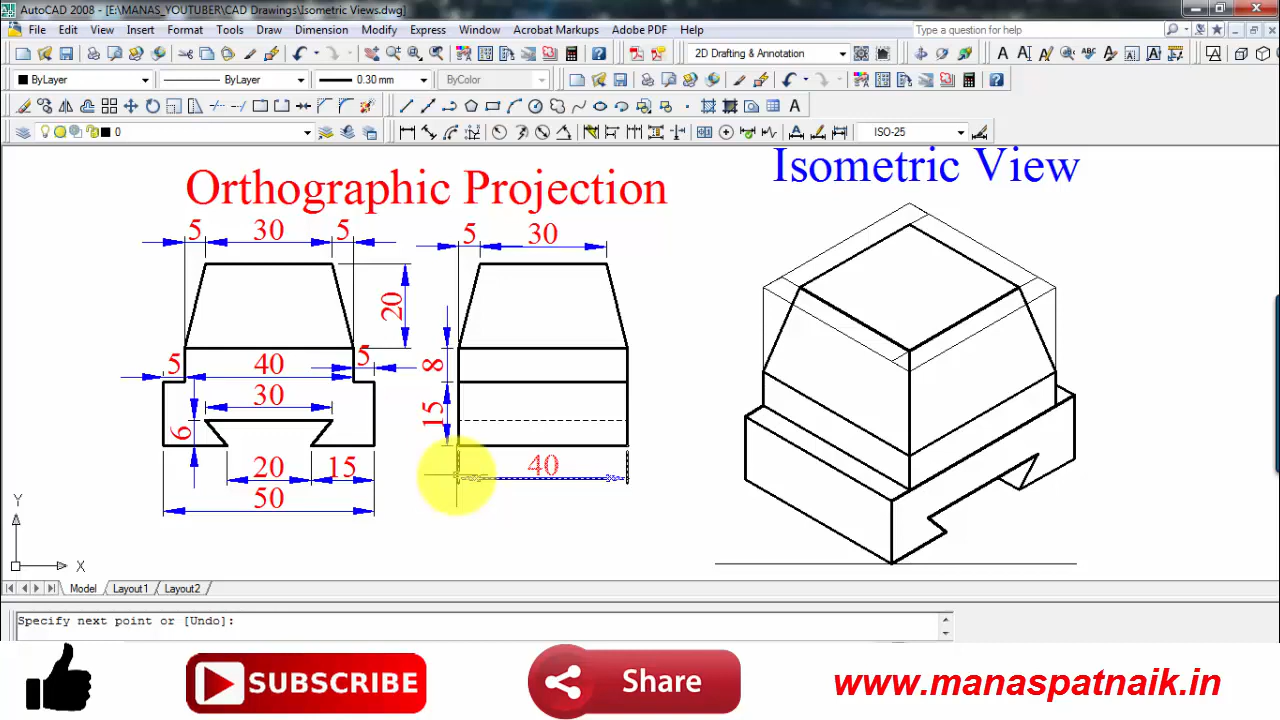 AutoCAD 2008 - [E:\MANAS_YOUTUBER\CAD Drawings\Isometric Views.dwg]
File Edit View Insert Format Tools Draw Dimension Modify Express Window Acrobat Markups Adobe PDF Help Type a question for help
2D Drafting & Annotation
ByLayer ByLayer 0.30 mm ByColor
0 ISO-25
Isometric View
Orthographic Projection
5 30 5 5 30
20
5 40 5 8
30
6 15
20 15 40
50
Y
X
Model Layout1 Layout2
Specify next point or [Undo]:
SUBSCRIBE Share www.manaspatnaik.in